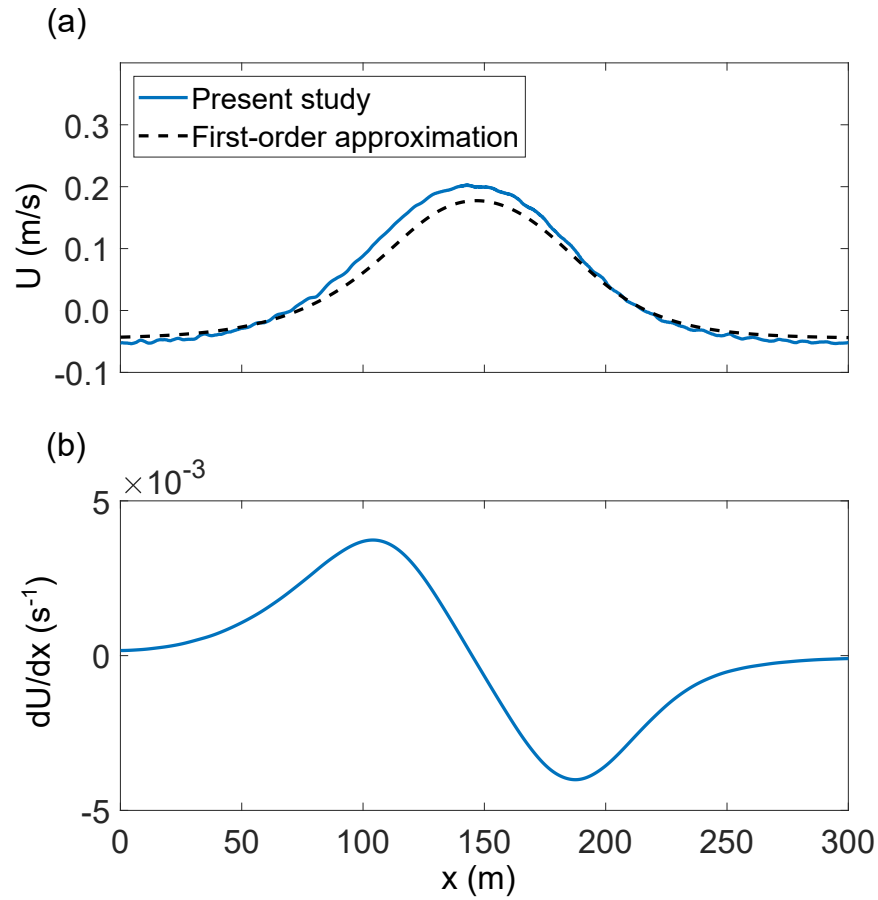 (a)
Present study
First-order approximation
0.3
0.2
0.1
0.0
-0.1
U (m/s)
(b)
×10⁻³
5
0
-5
dU/dx (s⁻¹)
0 50 100 150 200 250 300
x (m)